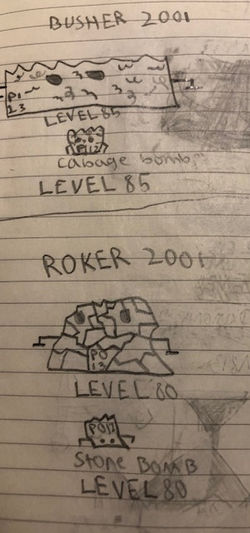 BUSHER 2001
LEVEL 85
cabage bomb
LEVEL 85
ROKER 2001
LEVEL 80
STONE BOMB
LEVEL 80